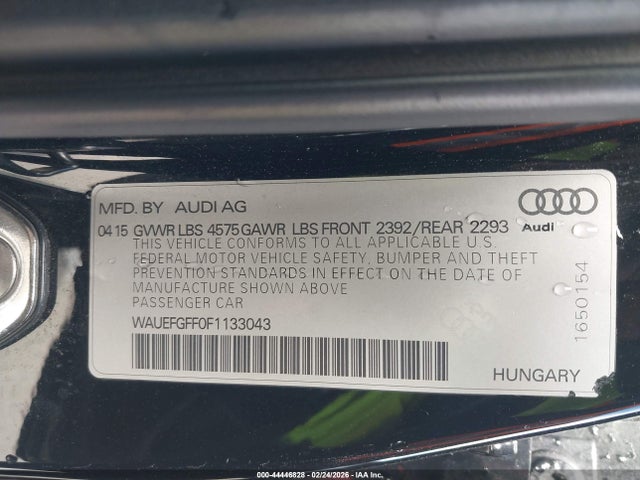 MFD. BY AUDI AG
0415 GVWR LBS 4575 GAWR LBS FRONT 2392/REAR 2293
Audi
THIS VEHICLE CONFORMS TO ALL APPLICABLE U.S.
FEDERAL MOTOR VEHICLE SAFETY, BUMPER AND THEFT
PREVENTION STANDARDS IN EFFECT ON THE DATE OF
MANUFACTURE SHOWN ABOVE
PASSENGER CAR
WAUEFGFF0F1133043
1650154
HUNGARY
000-44446828 - 02/24/2026 - IAA Inc.